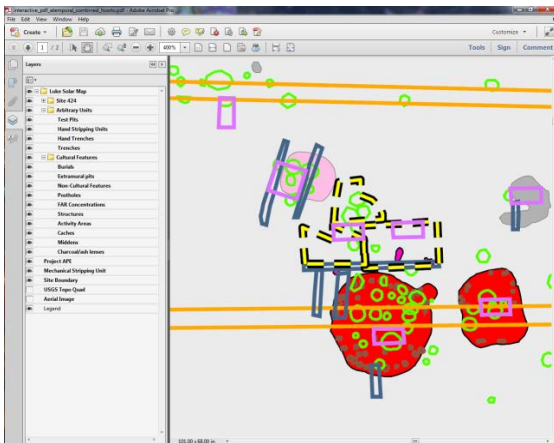 interactive_pdf_atemporal_combined_hearths.pdf - Adobe Acrobat Pro
File Edit View Window Help
Create
Customize
1 / 2
400%
Tools Sign Comment
Layers
Luke Solar Map
Site 424
Arbitrary Units
Test Pits
Hand Stripping Units
Hand Trenches
Trenches
Cultural Features
Burials
Extramural pits
Non-Cultural Features
Postholes
FAR Concentrations
Structures
Activity Areas
Caches
Middens
Charcoal/ash lenses
Project API
Mechanical Stripping Unit
Site Boundary
USGS Topo Quad
Aerial Image
Legend